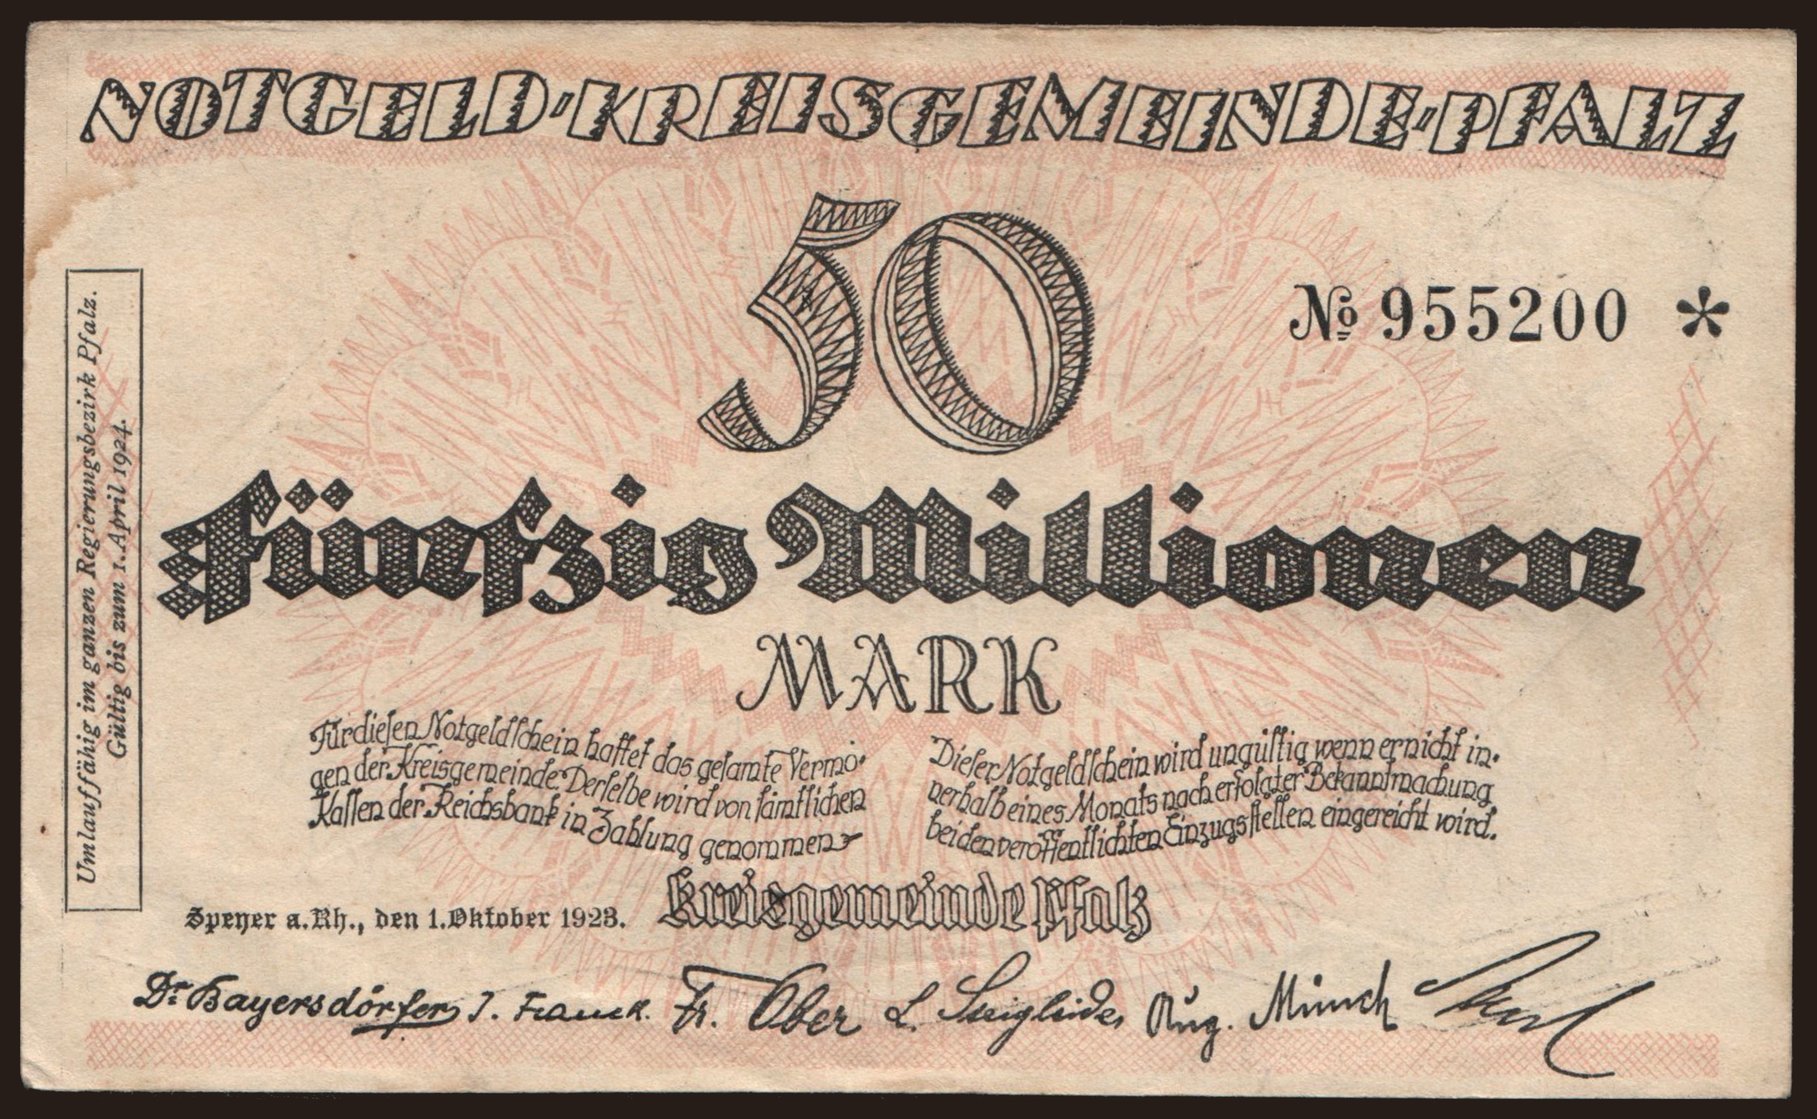 NOTGELD-KREISGEMEINDE-PFALZ
50
№ 955200 *
Umlauffähig im ganzen Regierungsbezirk Pfalz.
Gültig bis zum 1. April 1924.
Fünfzig Millionen
MARK
Für diesen Notgeldschein haftet das gesamte Vermö-
gen der Kreisgemeinde. Derselbe wird von sämtlichen
Kassen der Reichsbank in Zahlung genommen
Dieser Notgeldschein wird ungültig wenn er nicht in-
nerhalb eines Monats nach erfolgter Bekanntmachung
bei den veröffentlichten Einzugsstellen eingereicht wird.
Speyer a. Rh., den 1. Oktober 1923.
Kreisgemeinde Pfalz
Dr. Bayersdörfer J. Franck. Fr. Ober L. Aug. Münch